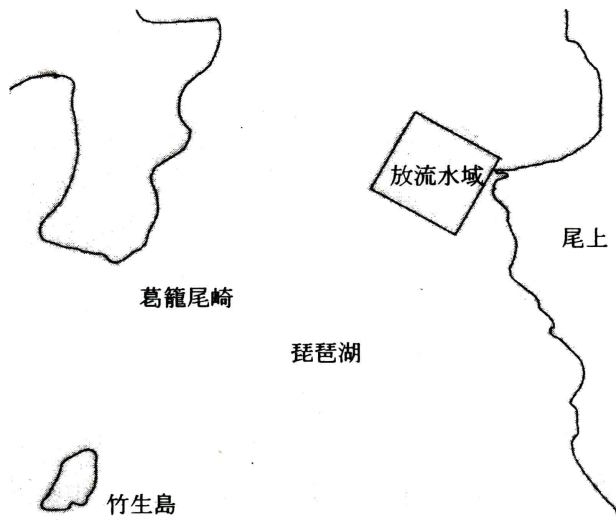 放流水域
尾上
葛籠尾崎
琵琶湖
竹生島